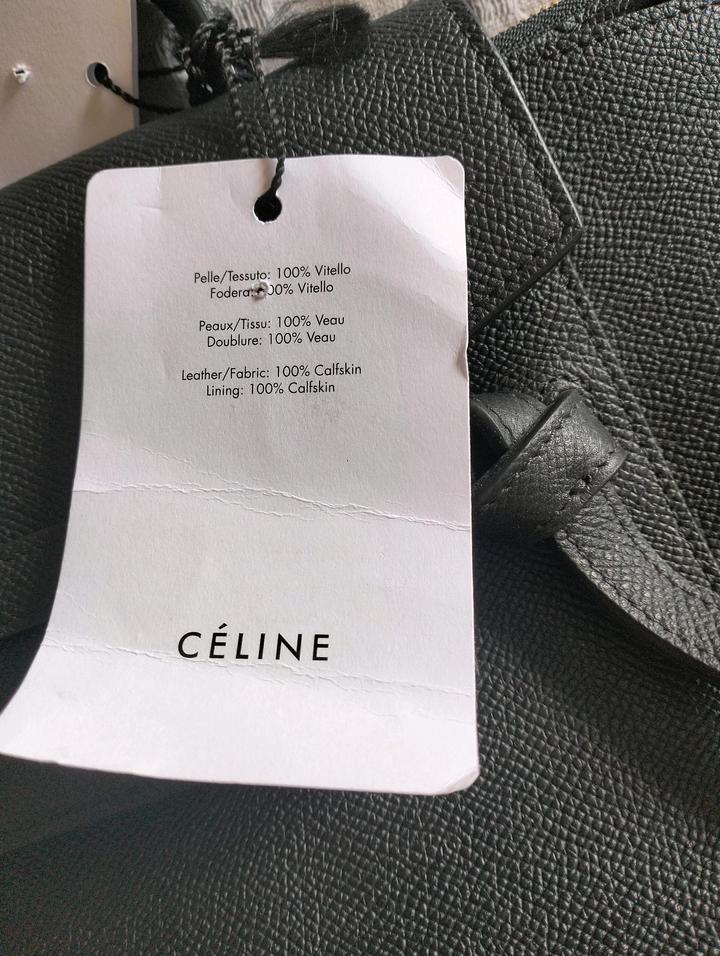 Pelle/Tessuto: 100% Vitello
Fodera: 00% Vitello
Peaux/Tissu: 100% Veau
Doublure: 100% Veau
Leather/Fabric: 100% Calfskin
Lining: 100% Calfskin
CÉLINE